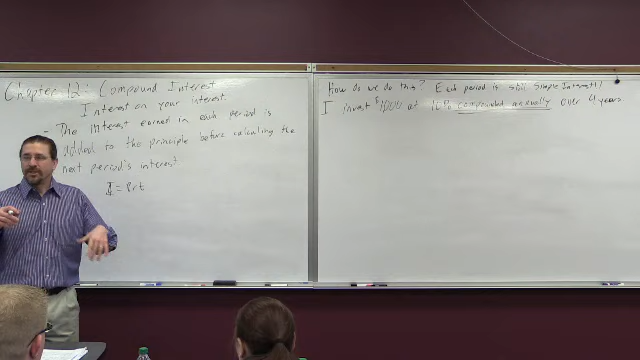 Chapter 12: Compound Interest
Interest on your interest
- The interest earned in each period is
added to the principle before calculating the
next period's interest
I = Prt
How do we do this? Each period is still Simple Interest!
I invest $1000 at 10% compounded annually over 4 years.